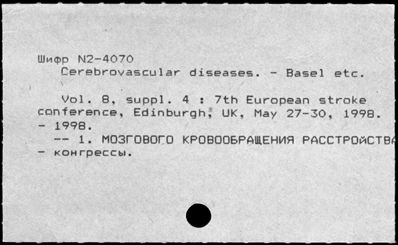 Шифр N2-4070
Cerebrovascular diseases. - Basel etc.
Vol. 8, suppl. 4 : 7th European stroke
conference, Edinburgh, UK, May 27-30, 1998.
- 1998.
-- 1. МОЗГОВОГО КРОВООБРАЩЕНИЯ РАССТРОЙСТВА
- конгрессы.